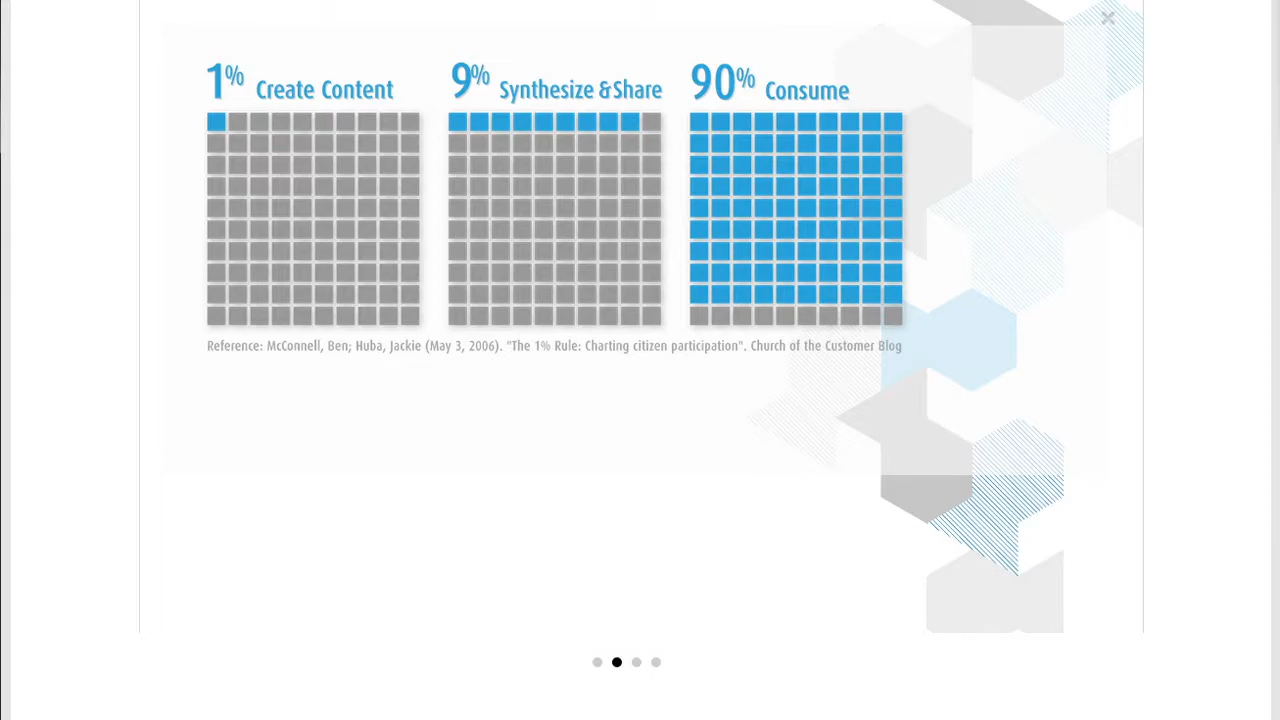 1% Create Content
9% Synthesize & Share
90% Consume
Reference: McConnell, Ben; Huba, Jackie (May 3, 2006). "The 1% Rule: Charting citizen participation". Church of the Customer Blog